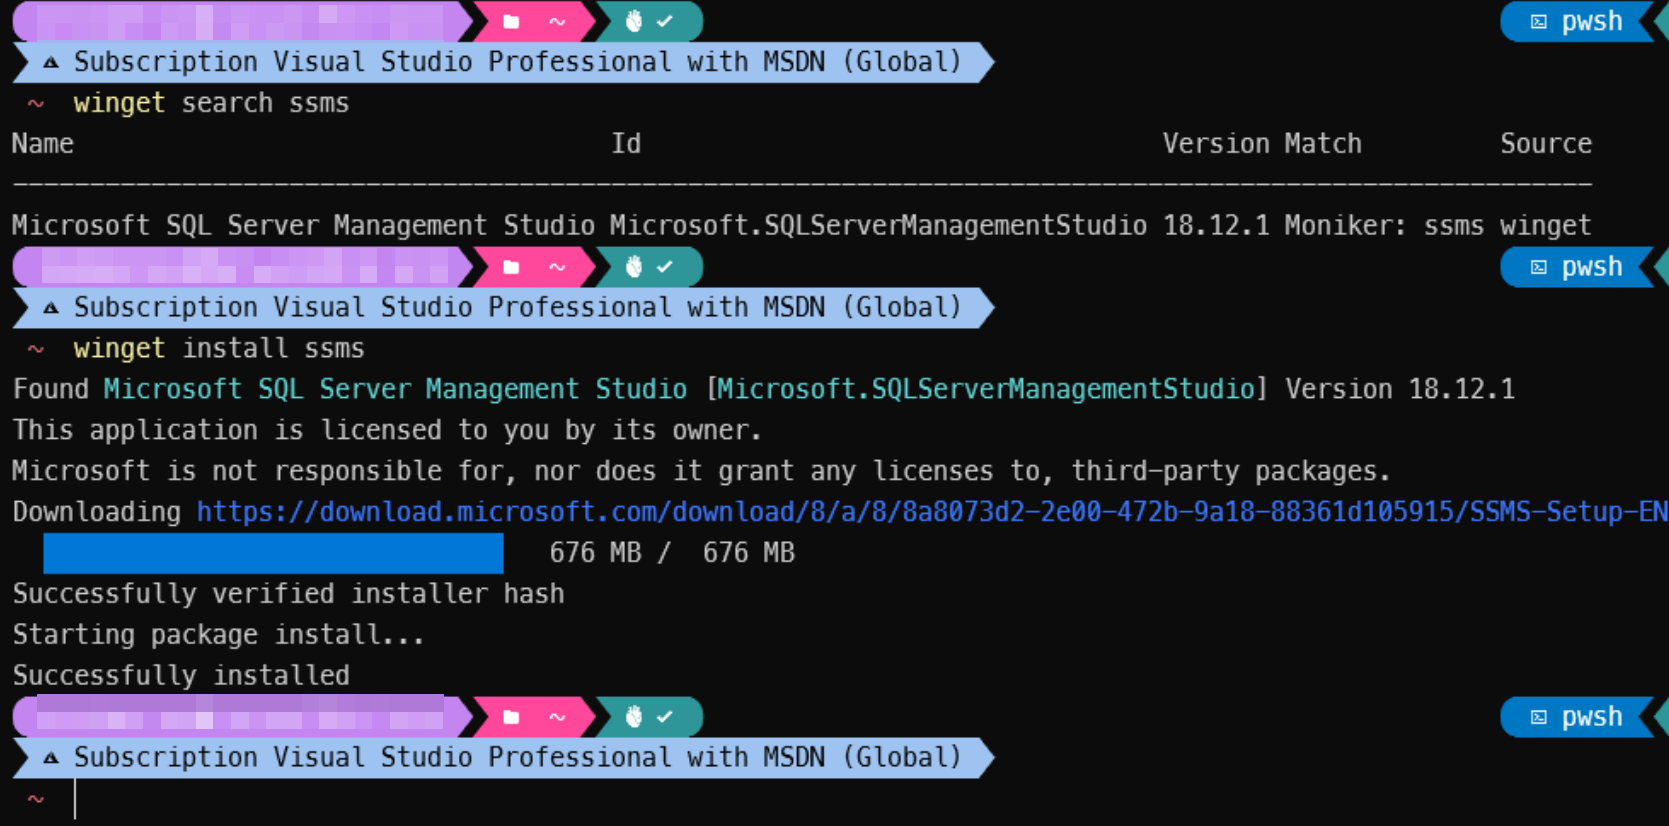 ~ pwsh
Subscription Visual Studio Professional with MSDN (Global)
~ winget search ssms
Name Id Version Match Source
--------------------------------------------------------------------------------------------------------
Microsoft SQL Server Management Studio Microsoft.SQLServerManagementStudio 18.12.1 Moniker: ssms winget
~ pwsh
Subscription Visual Studio Professional with MSDN (Global)
~ winget install ssms
Found Microsoft SQL Server Management Studio [Microsoft.SQLServerManagementStudio] Version 18.12.1
This application is licensed to you by its owner.
Microsoft is not responsible for, nor does it grant any licenses to, third-party packages.
Downloading https://download.microsoft.com/download/8/a/8/8a8073d2-2e00-472b-9a18-88361d105915/SSMS-Setup-EN
676 MB / 676 MB
Successfully verified installer hash
Starting package install...
Successfully installed
~ pwsh
Subscription Visual Studio Professional with MSDN (Global)
~